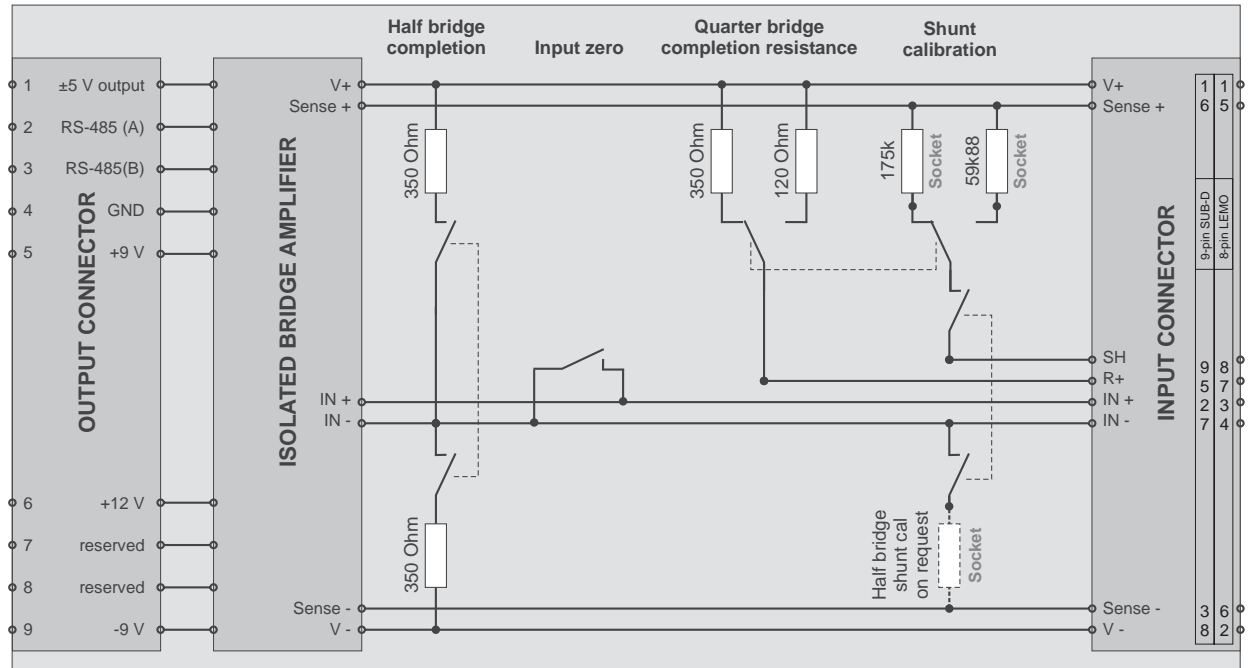 Half bridge
completion
Input zero
Quarter bridge
completion resistance
Shunt
calibration
OUTPUT CONNECTOR
1 ±5 V output
2 RS-485 (A)
3 RS-485(B)
4 GND
5 +9 V
6 +12 V
7 reserved
8 reserved
9 -9 V
ISOLATED BRIDGE AMPLIFIER
V+
Sense +
IN +
IN -
Sense -
V -
350 Ohm
350 Ohm
350 Ohm
120 Ohm
175k
Socket
59k88
Socket
Half bridge
shunt cal
on request
Socket
INPUT CONNECTOR
9-pin SUB-D
8-pin LEMO
V+ 1 1
Sense + 6 5
SH 9 8
R+ 5 7
IN + 2 3
IN - 7 4
Sense - 3 6
V - 8 2